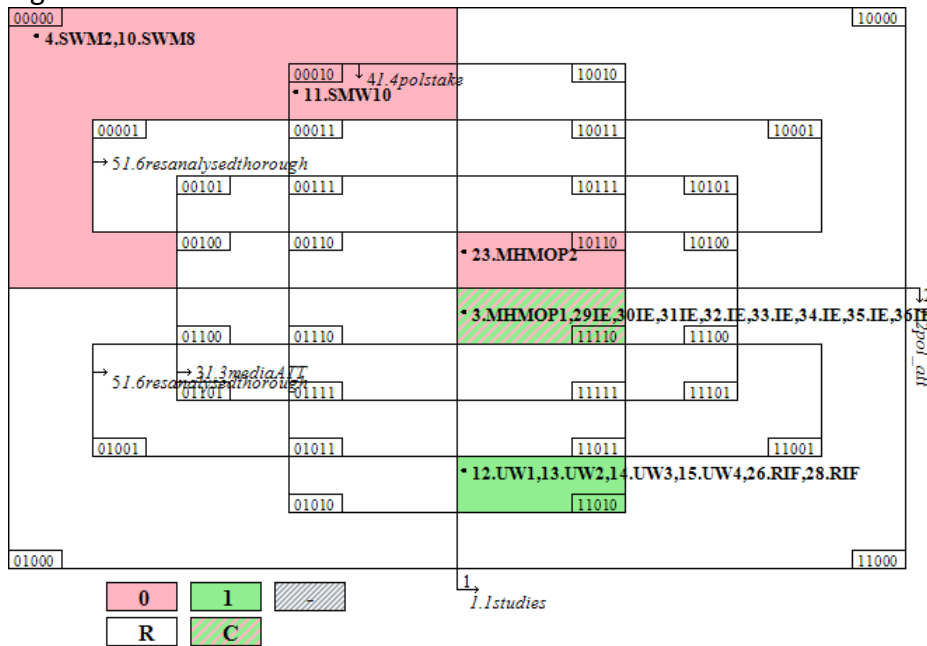 00000 10000
4.SWM2,10.SWM8
00010 41.4polstake 10010
11.SMW10
00001 00011 10011 10001
51.6resanalysedthorough
00101 00111 10111 10101
00100 00110 10110 10100
23.MHMOP2
3.MHMOP1,29IE,30IE,31IE,32.IE,33.IE,34.IE,35.IE,36IE
01100 01110 11110 11100
51.6resanalysedthorough 31.3mediaATT
01101 01111 11111 11101
01001 01011 11011 11001
12.UW1,13.UW2,14.UW3,15.UW4,26.RIF,28.RIF
01010 11010
01000 11000
1
1.1studies
0 1 -
R C